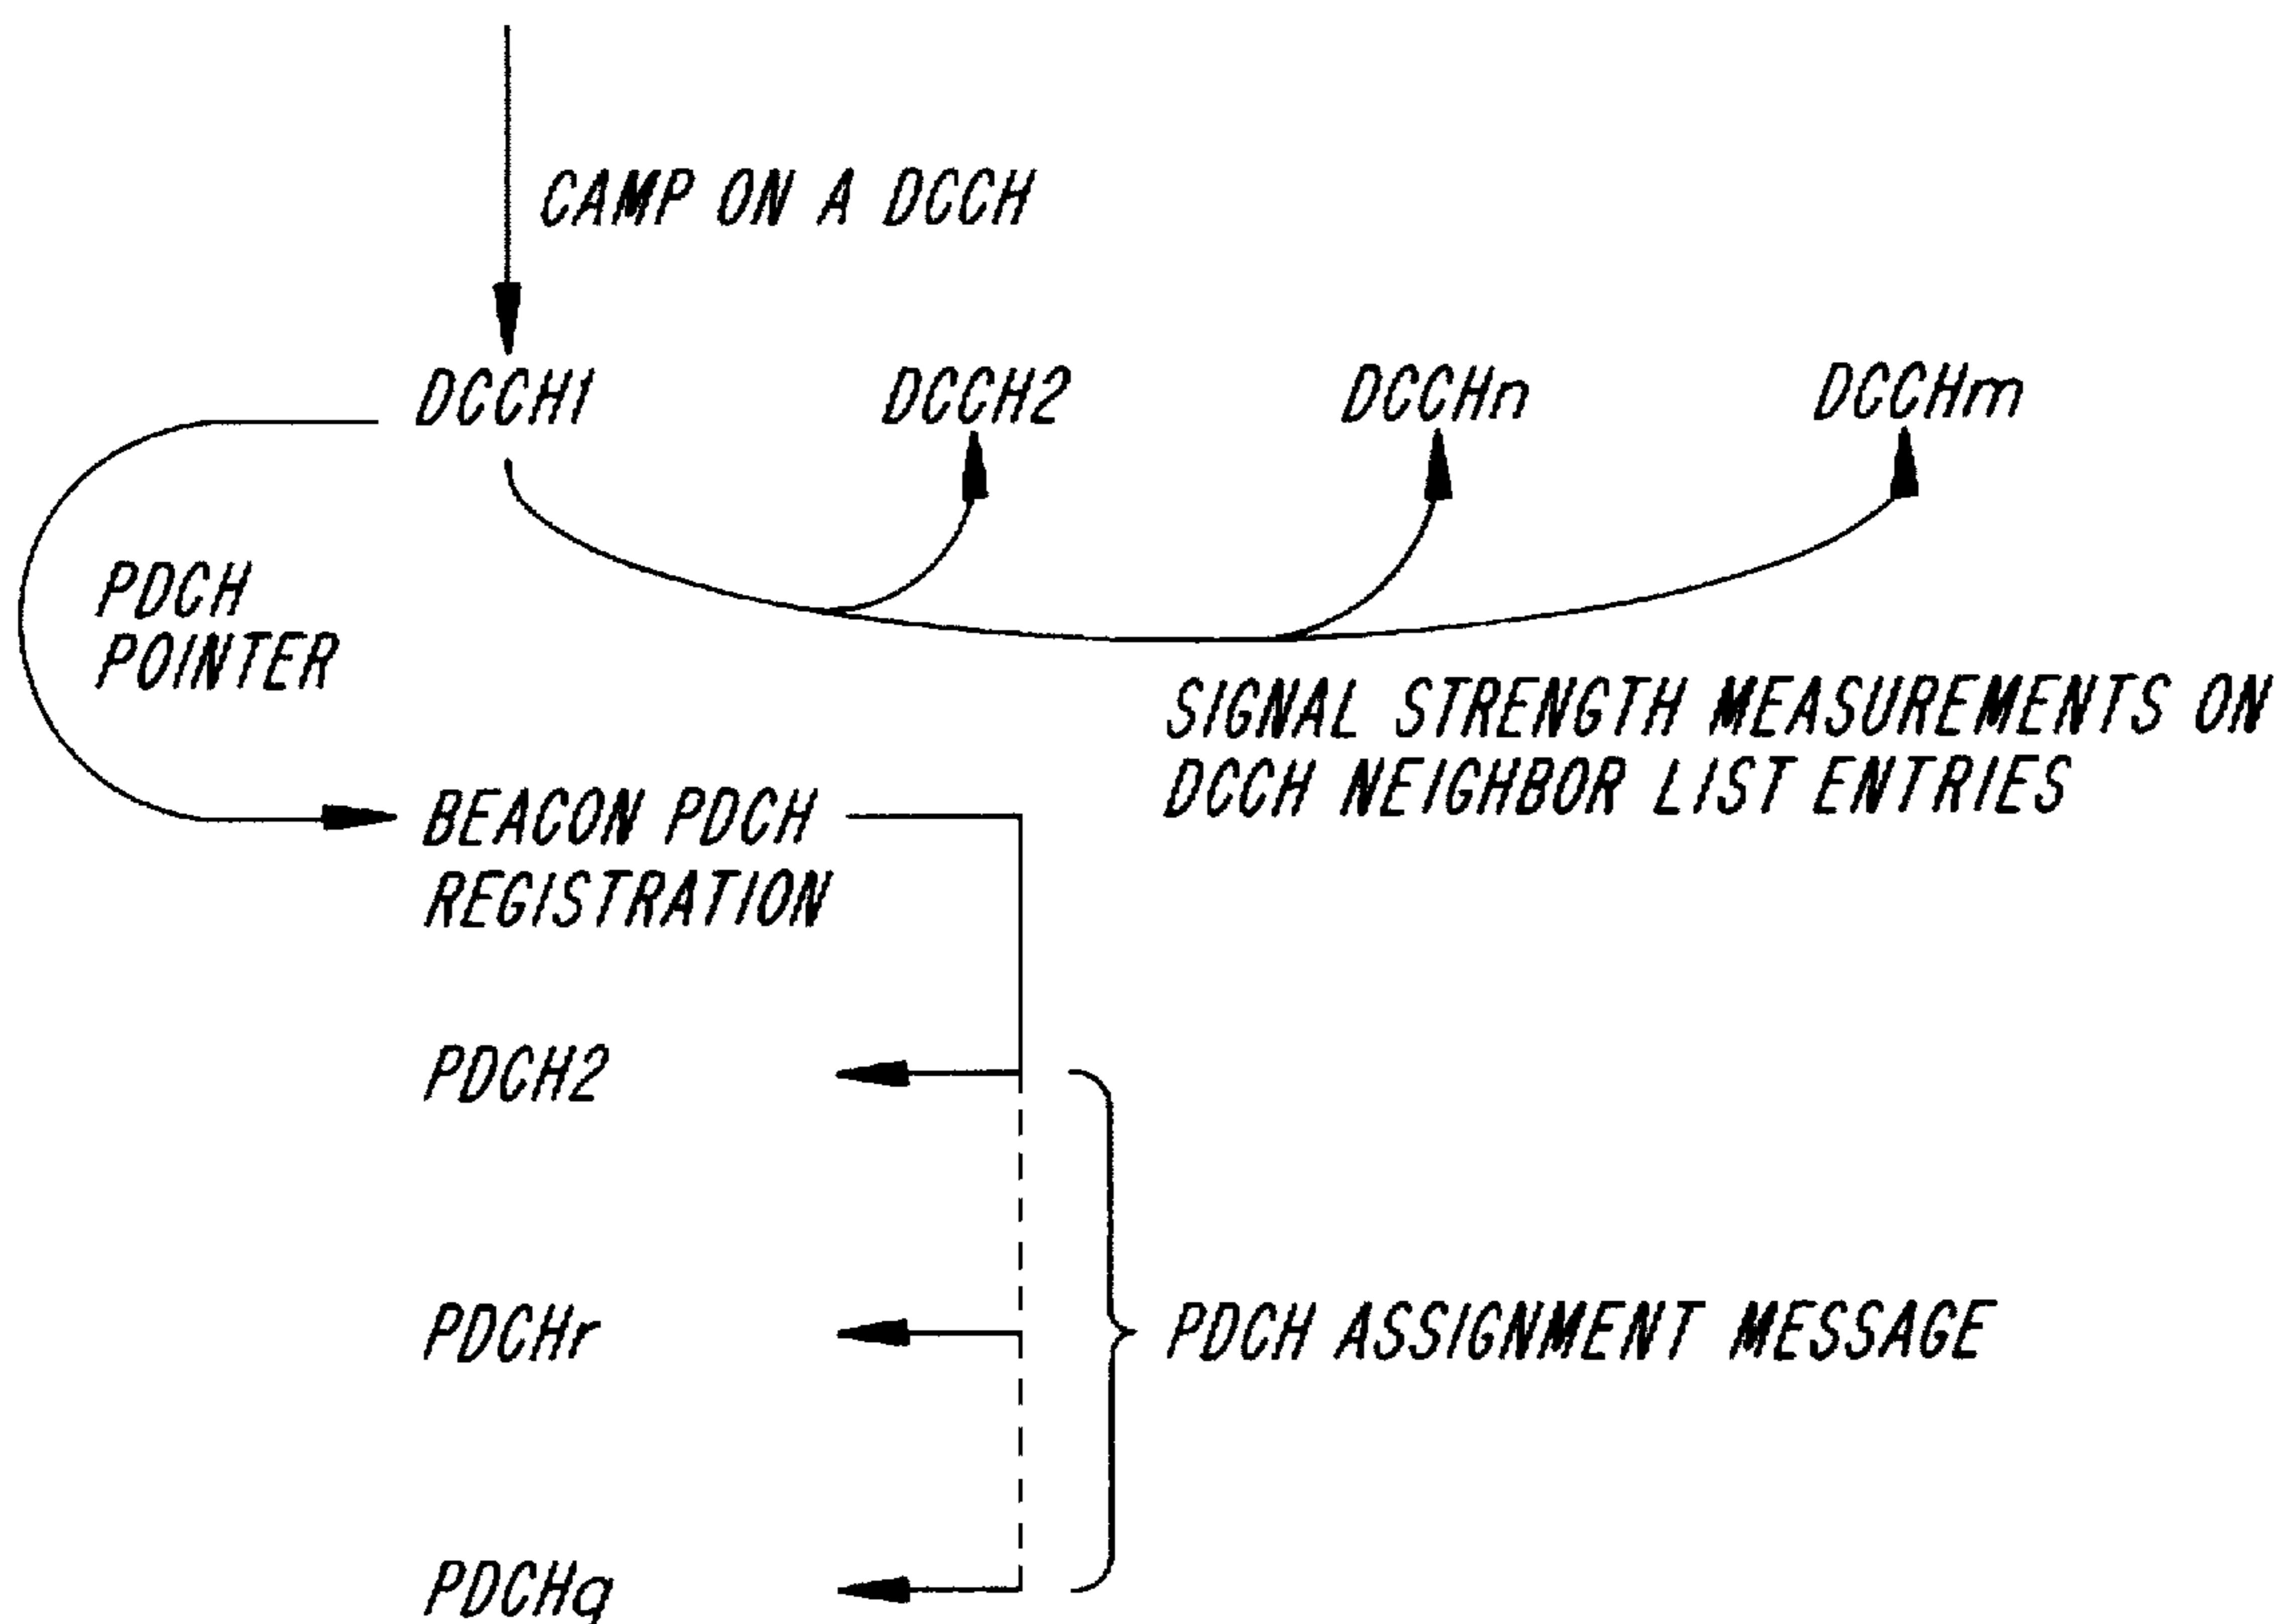 CAMP ON A DCCH
DCCH1
DCCH2
DCCHn
DCCHm
PDCH
POINTER
SIGNAL STRENGTH MEASUREMENTS ON
DCCH NEIGHBOR LIST ENTRIES
BEACON PDCH
REGISTRATION
PDCH2
PDCHr
PDCH ASSIGNMENT MESSAGE
PDCHq